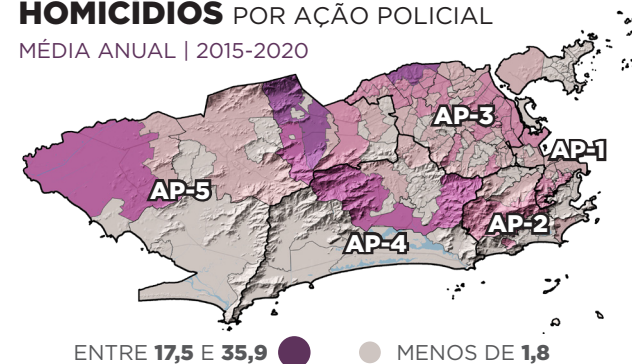 HOMICÍDIOS POR AÇÃO POLICIAL
MÉDIA ANUAL | 2015-2020
AP-3
AP-1
AP-5
AP-2
AP-4
ENTRE 17,5 E 35,9 MENOS DE 1,8